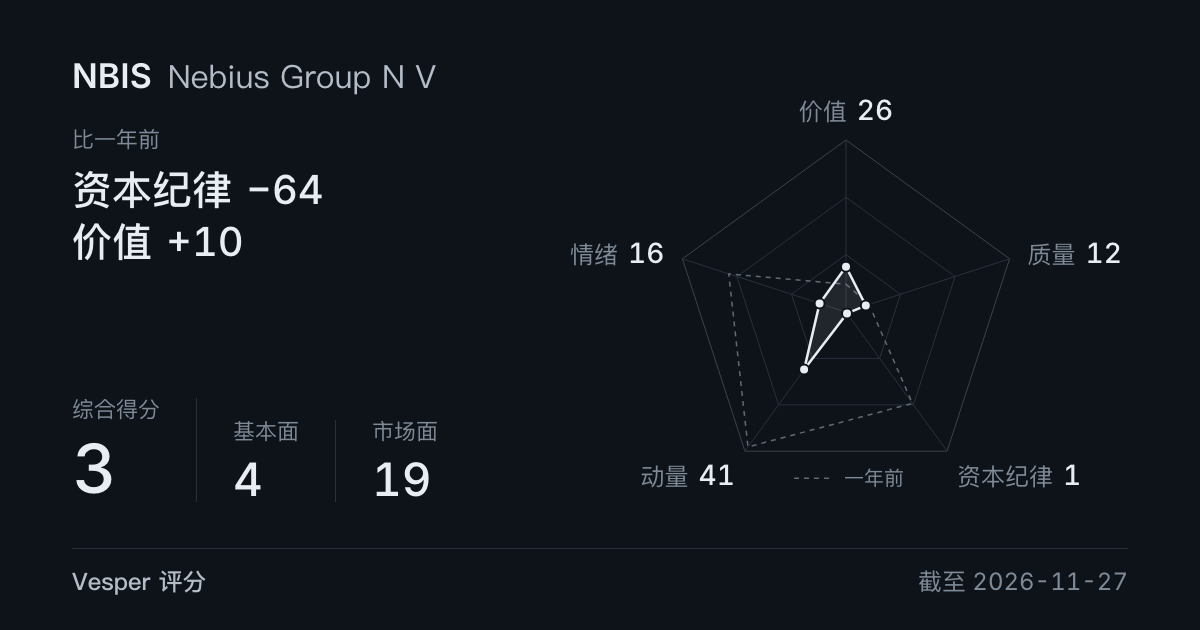 NBIS Nebius Group N V
比一年前
资本纪律 −64
价值 +10
综合得分
3
基本面
4
市场面
19
价值 26
情绪 16
质量 12
动量 41
一年前
资本纪律 1
Vesper 评分
截至 2026-11-27